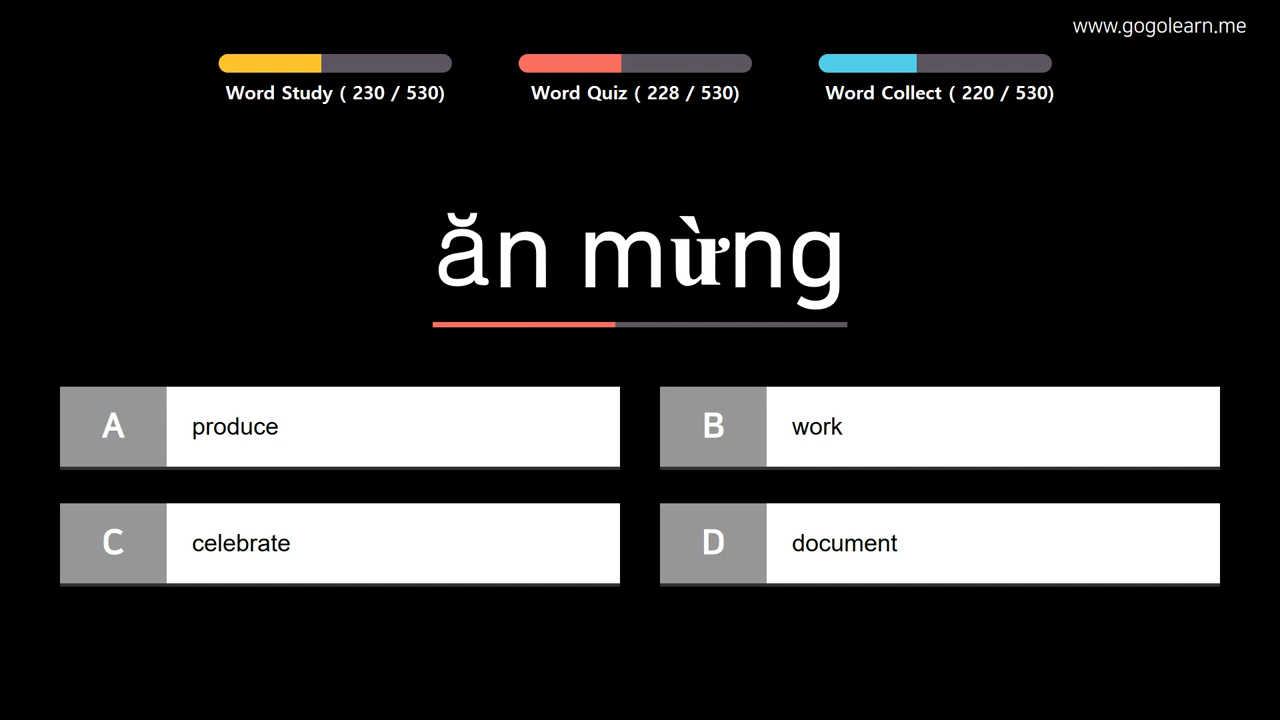 www.gogolearn.me
Word Study ( 230 / 530)
Word Quiz ( 228 / 530)
Word Collect ( 220 / 530)
ăn mừng
A produce
B work
C celebrate
D document